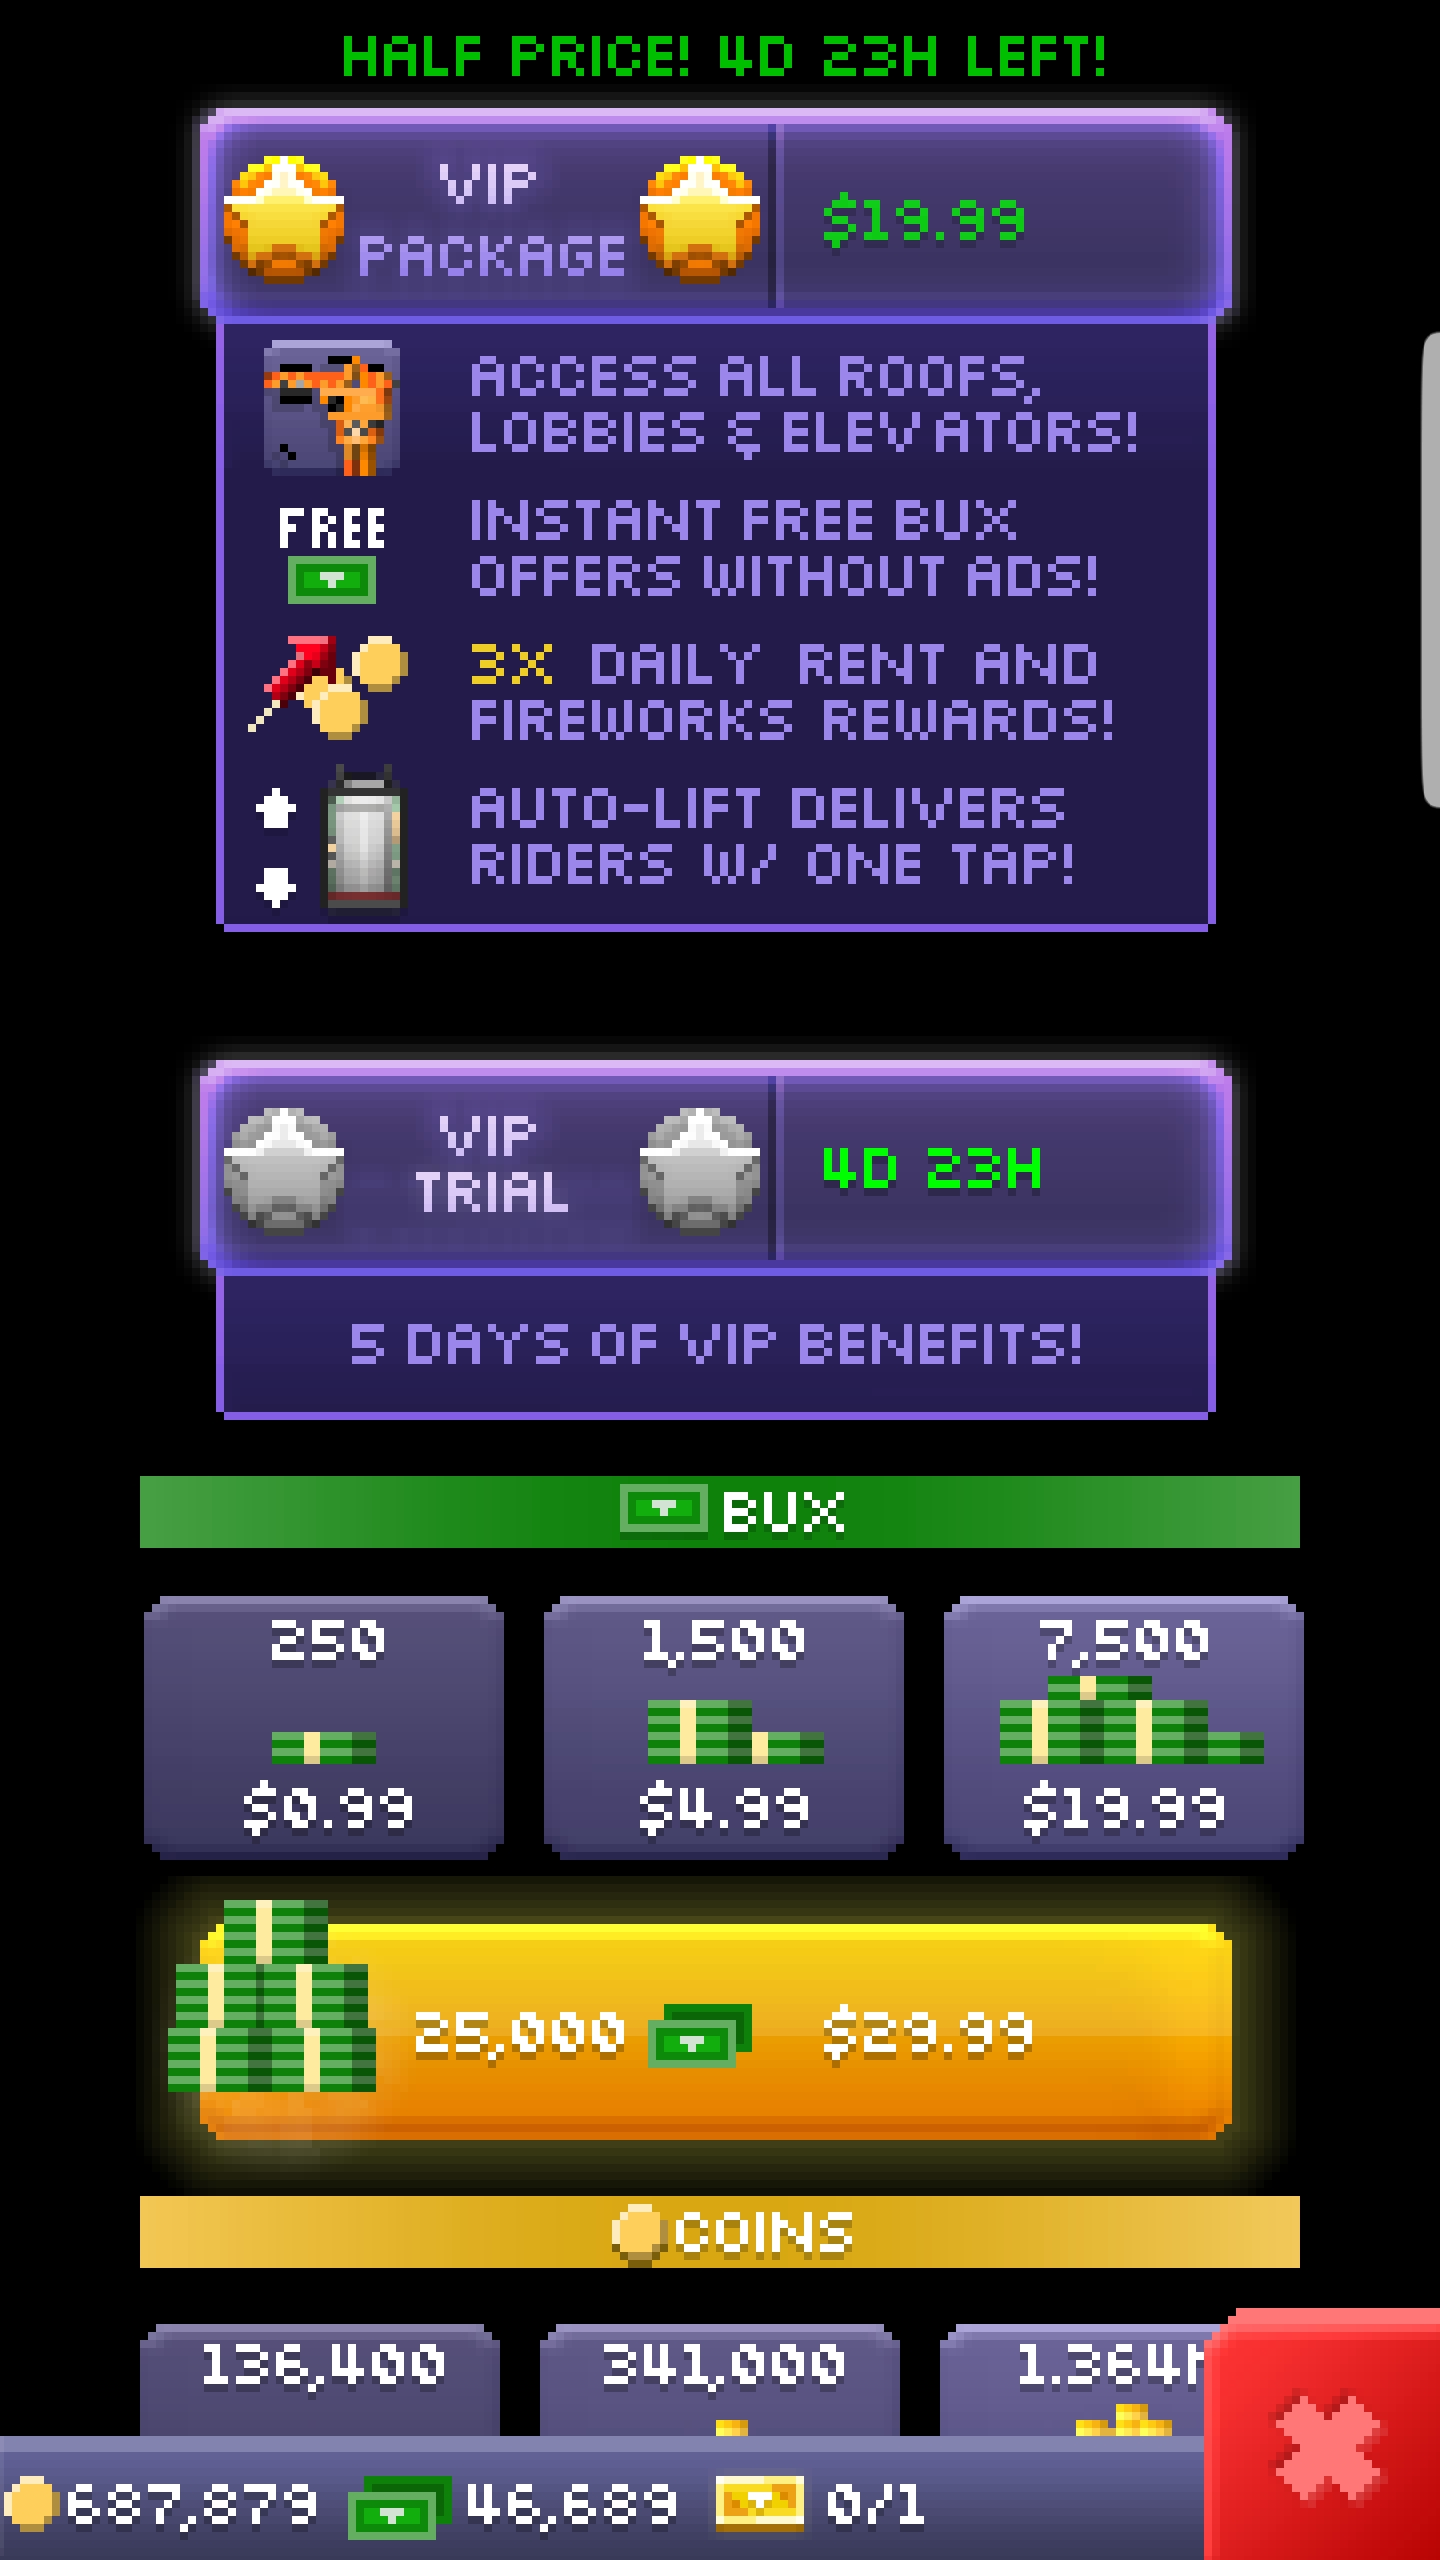 HALF PRICE! 4D 23H LEFT!
VIP
PACKAGE
$19.99
ACCESS ALL ROOFS,
LOBBIES & ELEVATORS!
FREE
INSTANT FREE BUX
OFFERS WITHOUT ADS!
3X DAILY RENT AND
FIREWORKS REWARDS!
AUTO-LIFT DELIVERS
RIDERS W/ ONE TAP!
VIP
TRIAL
4D 23H
5 DAYS OF VIP BENEFITS!
BUX
250
$0.99
1,500
$4.99
7,500
$19.99
25,000
$29.99
COINS
136,400
341,000
687,879
46,689
0/1